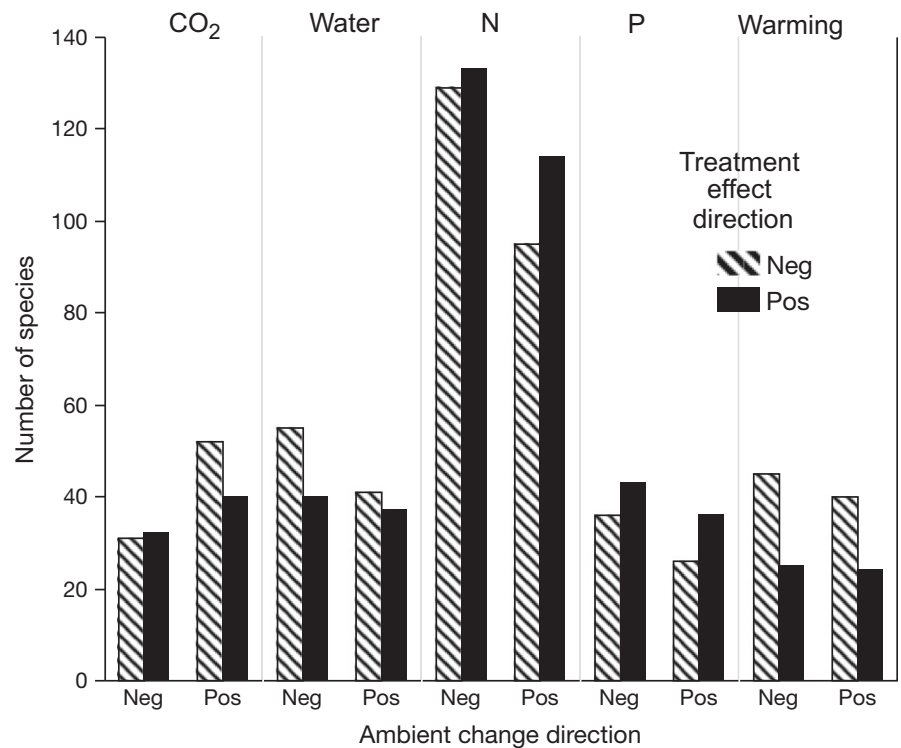 CO₂ Water N P Warming
140
120
100
80
60
40
20
0
Number of species
Treatment
effect
direction
Neg
Pos
Neg Pos Neg Pos Neg Pos Neg Pos Neg Pos
Ambient change direction